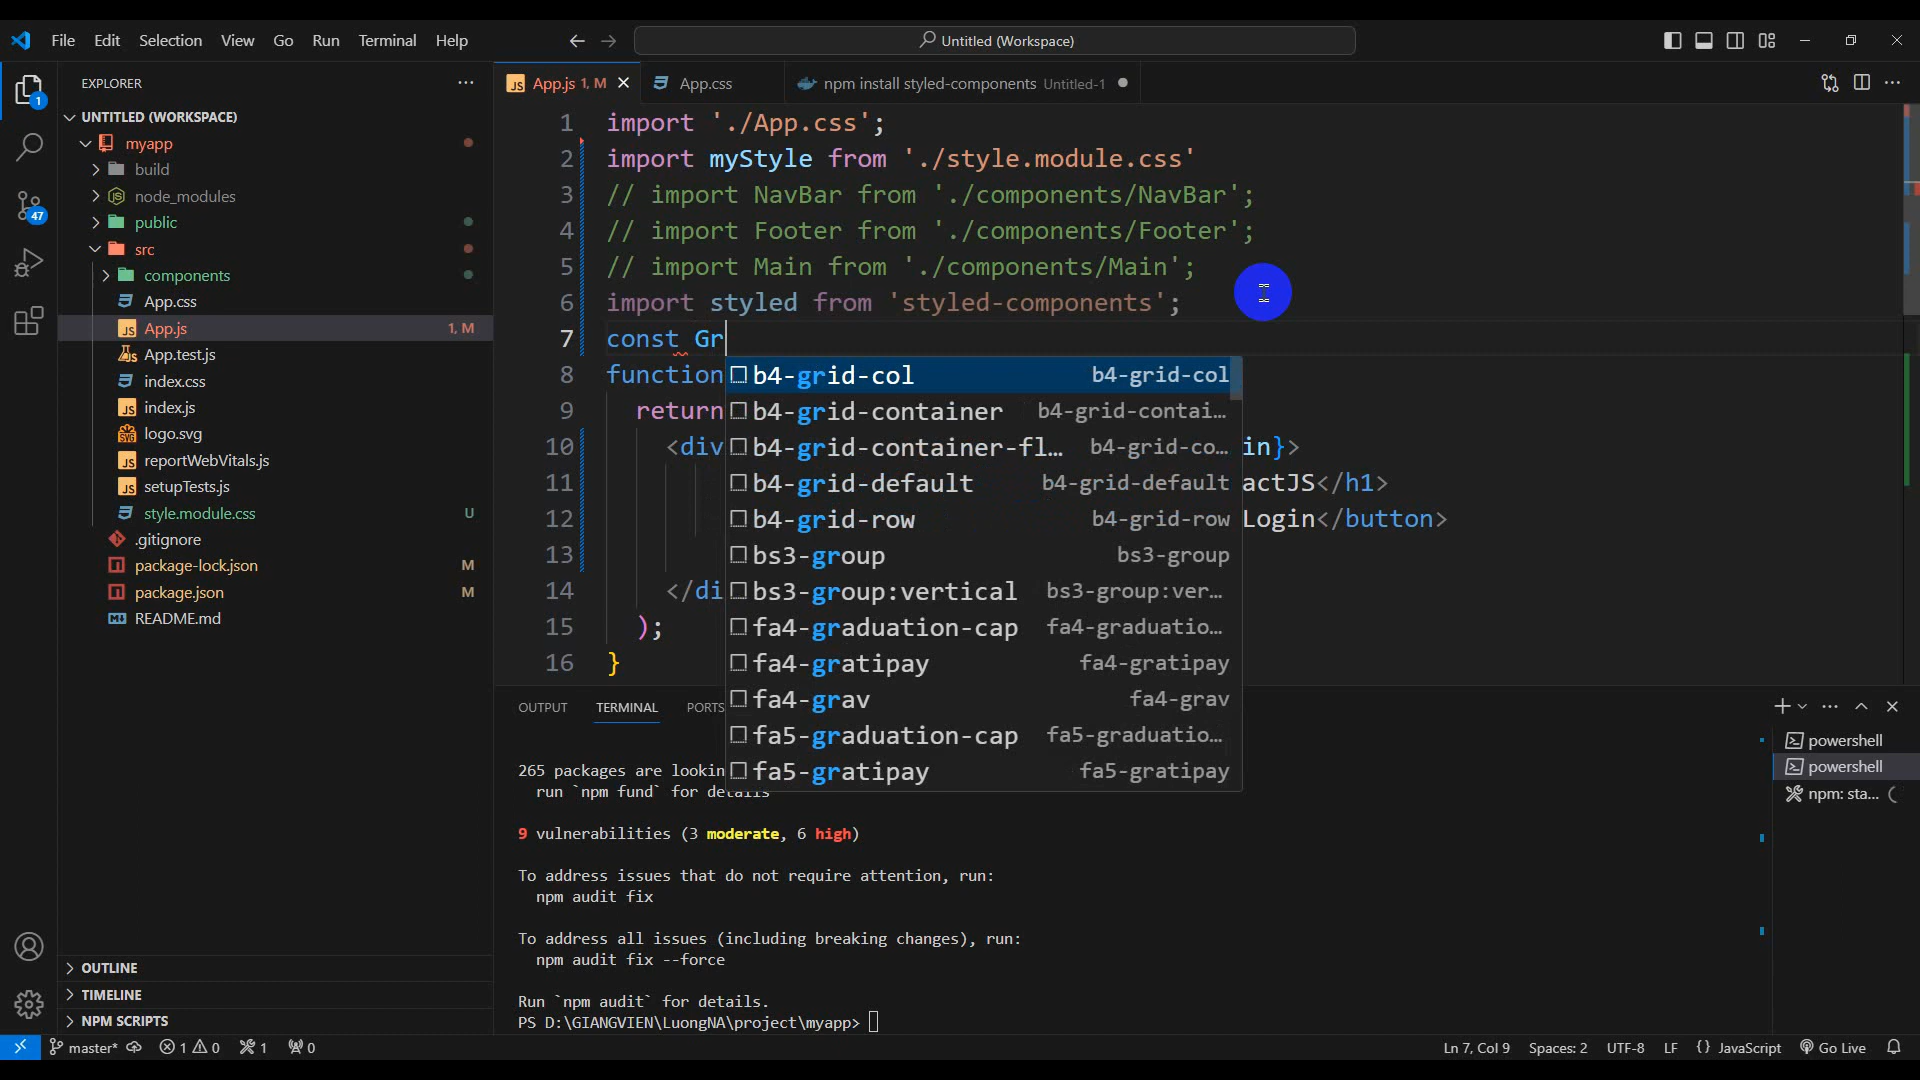 File Edit Selection View Go Run Terminal Help
Untitled (Workspace)
EXPLORER
UNTITLED (WORKSPACE)
myapp
build
node_modules
public
src
components
App.css
App.js 1, M
App.test.js
index.css
index.js
logo.svg
reportWebVitals.js
setupTests.js
style.module.css U
.gitignore
package-lock.json M
package.json M
README.md
OUTLINE
TIMELINE
NPM SCRIPTS
1
47
App.js 1, M App.css npm install styled-components Untitled-1
1 import './App.css';
2 import myStyle from './style.module.css'
3 // import NavBar from './components/NavBar';
4 // import Footer from './components/Footer';
5 // import Main from './components/Main';
6 import styled from 'styled-components';
7 const Gr
8 function
9 return
10 <div in}>
11 actJS</h1>
12 Login</button>
13
14 </di
15 );
16 }
b4-grid-col b4-grid-col
b4-grid-container b4-grid-contai...
b4-grid-container-fl... b4-grid-co...
b4-grid-default b4-grid-default
b4-grid-row b4-grid-row
bs3-group bs3-group
bs3-group:vertical bs3-group:ver...
fa4-graduation-cap fa4-graduatio...
fa4-gratipay fa4-gratipay
fa4-grav fa4-grav
fa5-graduation-cap fa5-graduatio...
fa5-gratipay fa5-gratipay
OUTPUT TERMINAL PORTS
265 packages are lookin
run `npm fund` for details
9 vulnerabilities (3 moderate, 6 high)
To address issues that do not require attention, run:
npm audit fix
To address all issues (including breaking changes), run:
npm audit fix --force
Run `npm audit` for details.
PS D:\GIANGVIEN\LuongNA\project\myapp>
powershell
powershell
npm: sta...
master* 1 0 1 0
Ln 7, Col 9 Spaces: 2 UTF-8 LF {} JavaScript Go Live